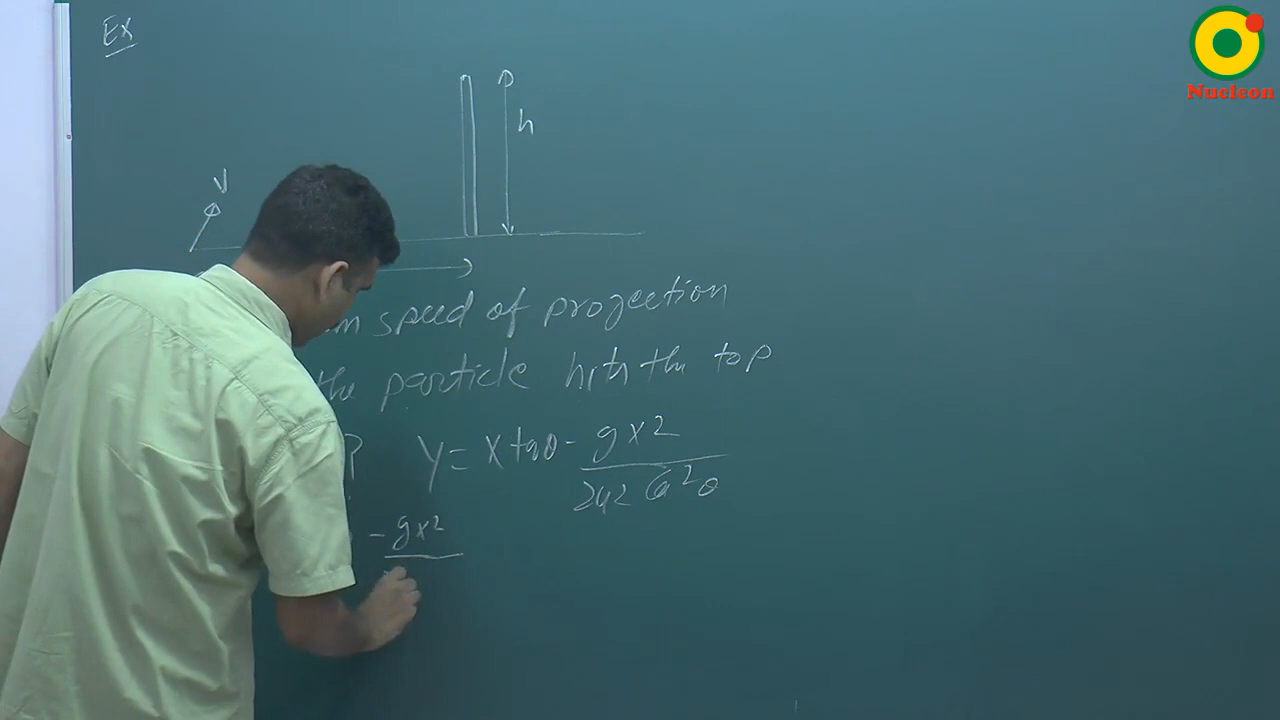 Ex
Nucleon
h
v
speed of projection
the particle hits the top
? y = x tanθ - gx2
2u2 cos2θ
- gx2